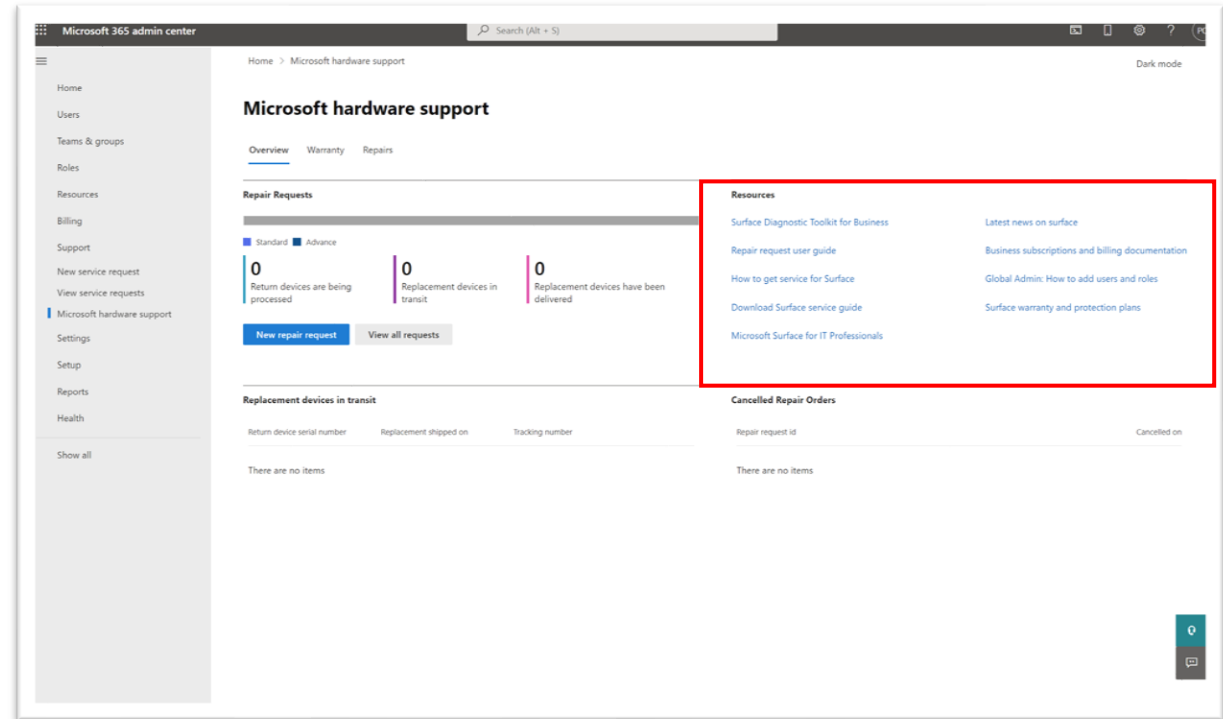 Microsoft 365 admin center
Search (Alt + S)
?
Home > Microsoft hardware support
Dark mode
Home
Users
Teams & groups
Roles
Resources
Billing
Support
New service request
View service requests
Microsoft hardware support
Settings
Setup
Reports
Health
Show all
Microsoft hardware support
Overview Warranty Repairs
Repair Requests
Standard Advance
0
Return devices are being
processed
0
Replacement devices in
transit
0
Replacement devices have been
delivered
New repair request View all requests
Resources
Surface Diagnostic Toolkit for Business
Repair request user guide
How to get service for Surface
Download Surface service guide
Microsoft Surface for IT Professionals
Latest news on surface
Business subscriptions and billing documentation
Global Admin: How to add users and roles
Surface warranty and protection plans
Replacement devices in transit
Return device serial number Replacement shipped on Tracking number
There are no items
Cancelled Repair Orders
Repair request id Cancelled on
There are no items